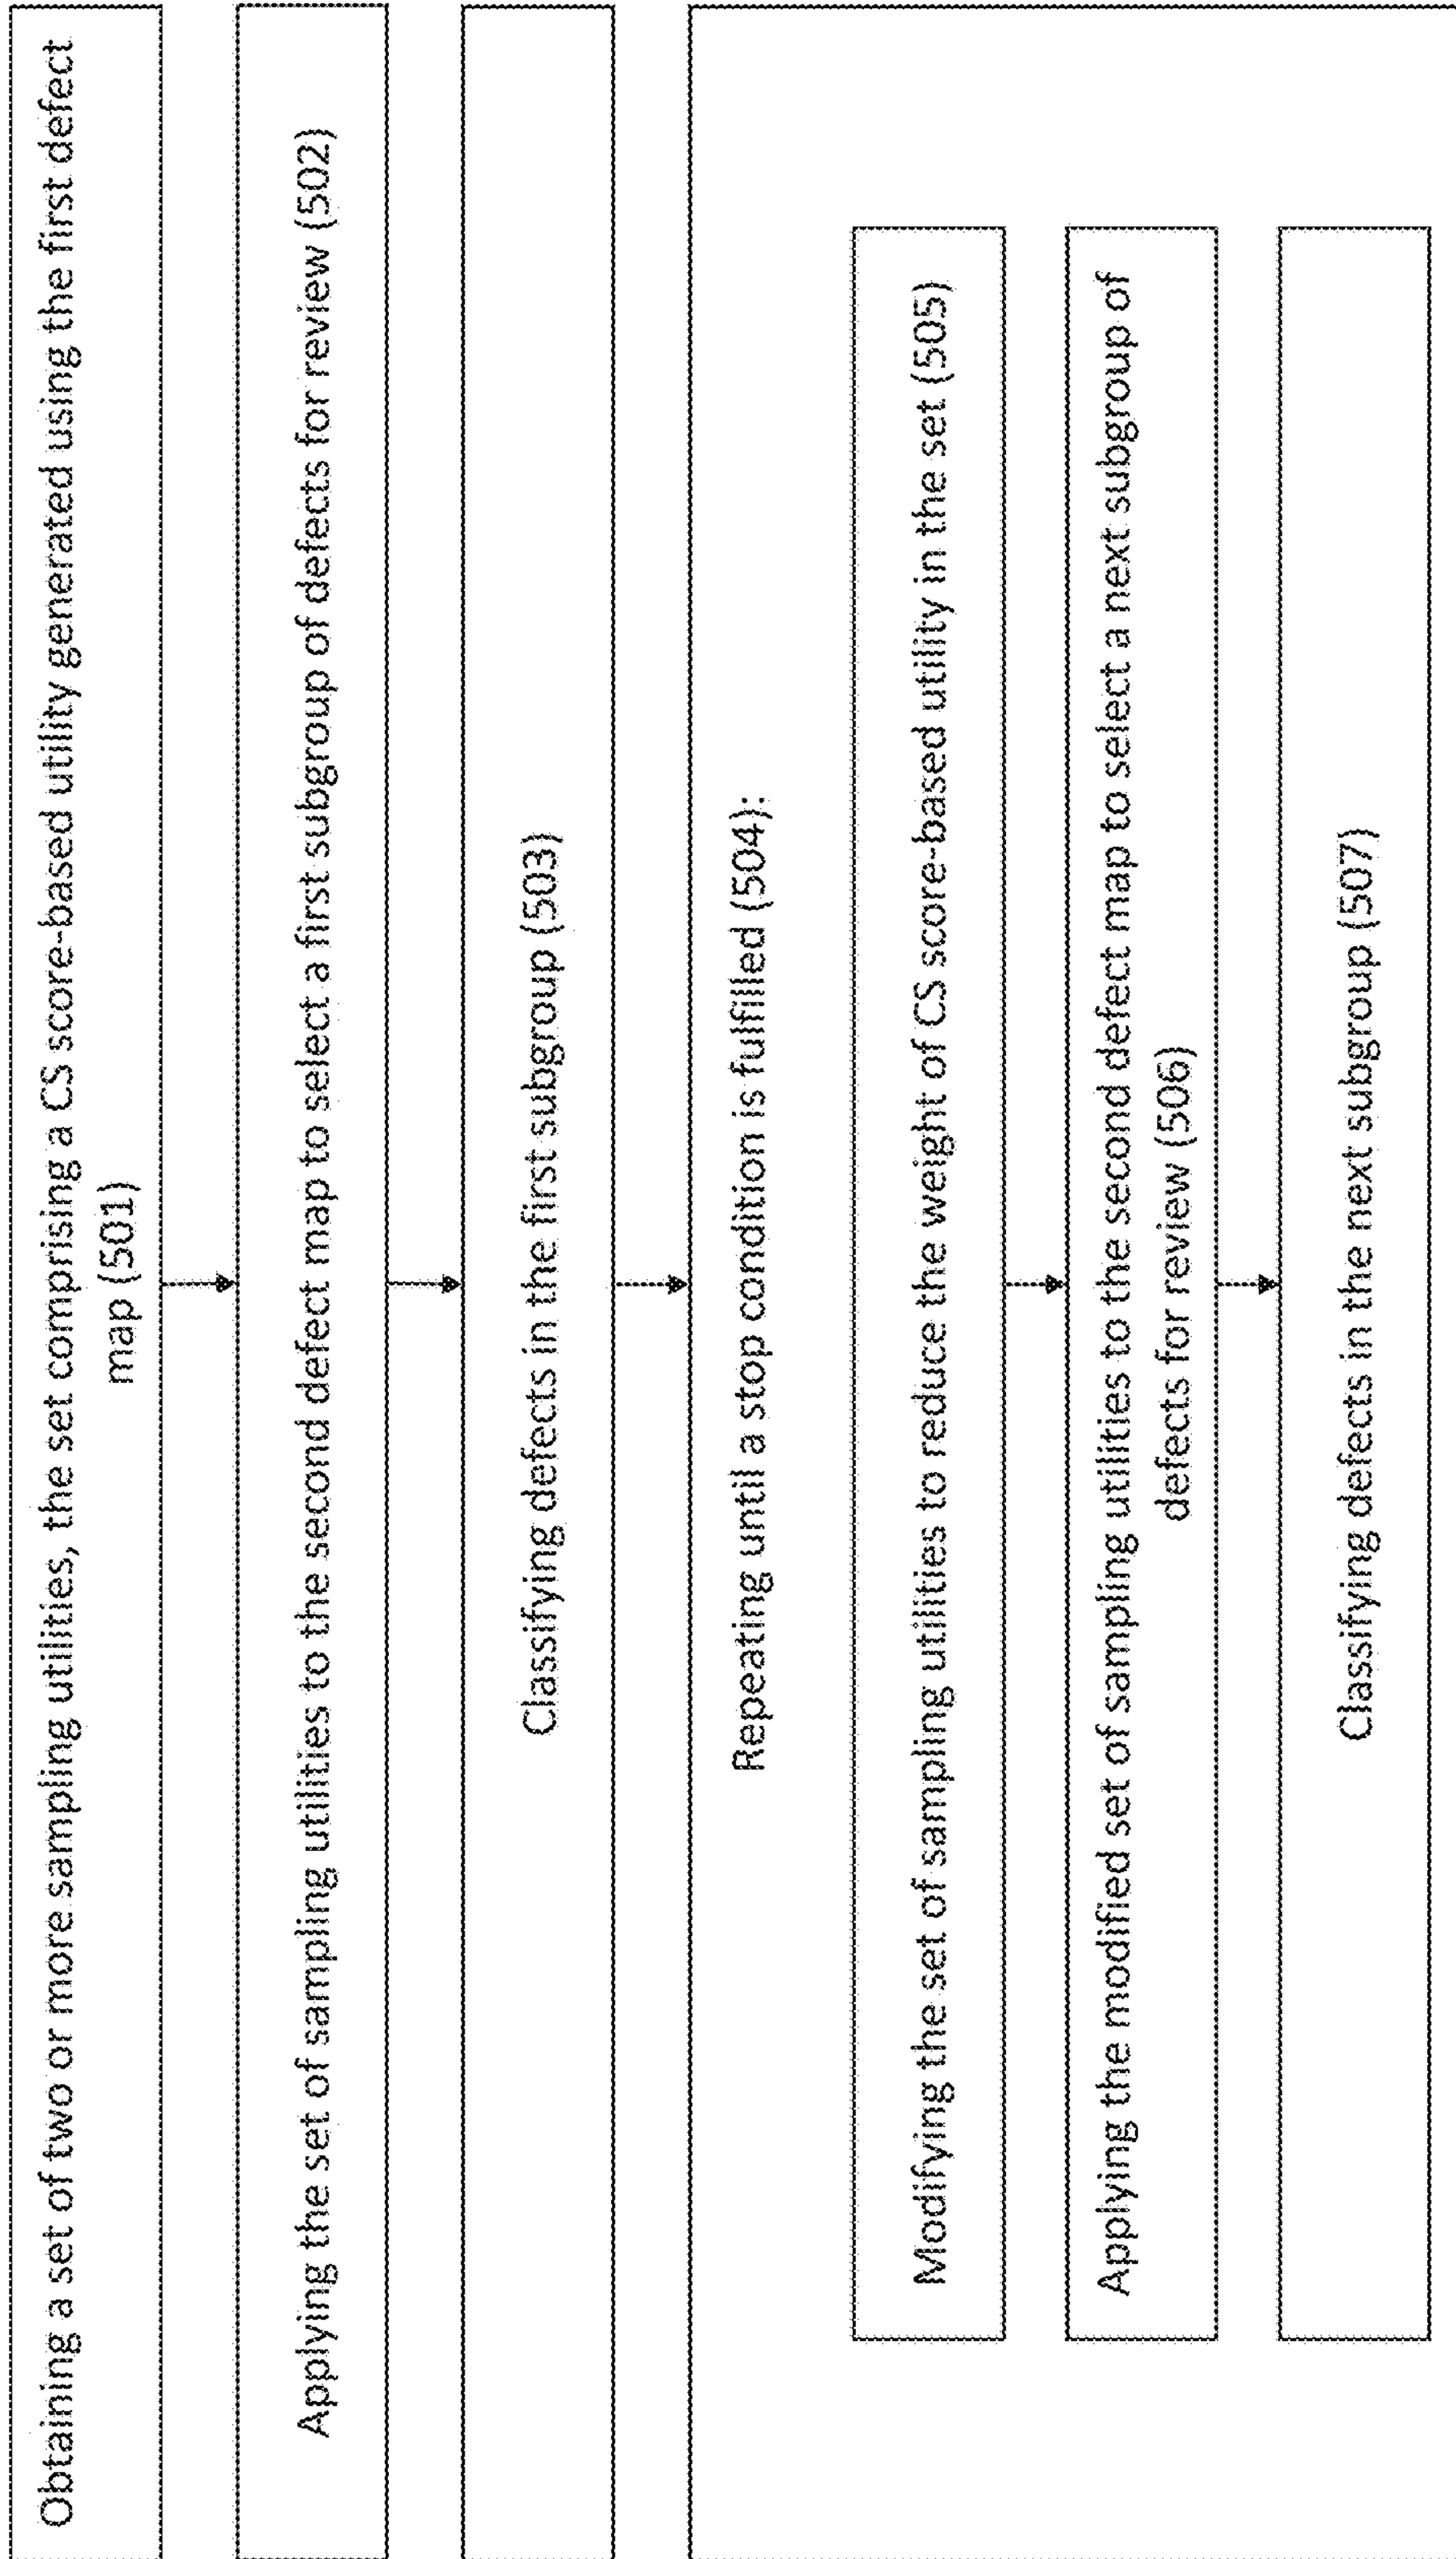 Obtaining a set of two or more sampling utilities, the set comprising a CS score-based utility generated using the first defect
map (501)
Applying the set of sampling utilities to the second defect map to select a first subgroup of defects for review (502)
Classifying defects in the first subgroup (503)
Repeating until a stop condition is fulfilled (504):
Modifying the set of sampling utilities to reduce the weight of CS score-based utility in the set (505)
Applying the modified set of sampling utilities to the second defect map to select a next subgroup of
defects for review (506)
Classifying defects in the next subgroup (507)